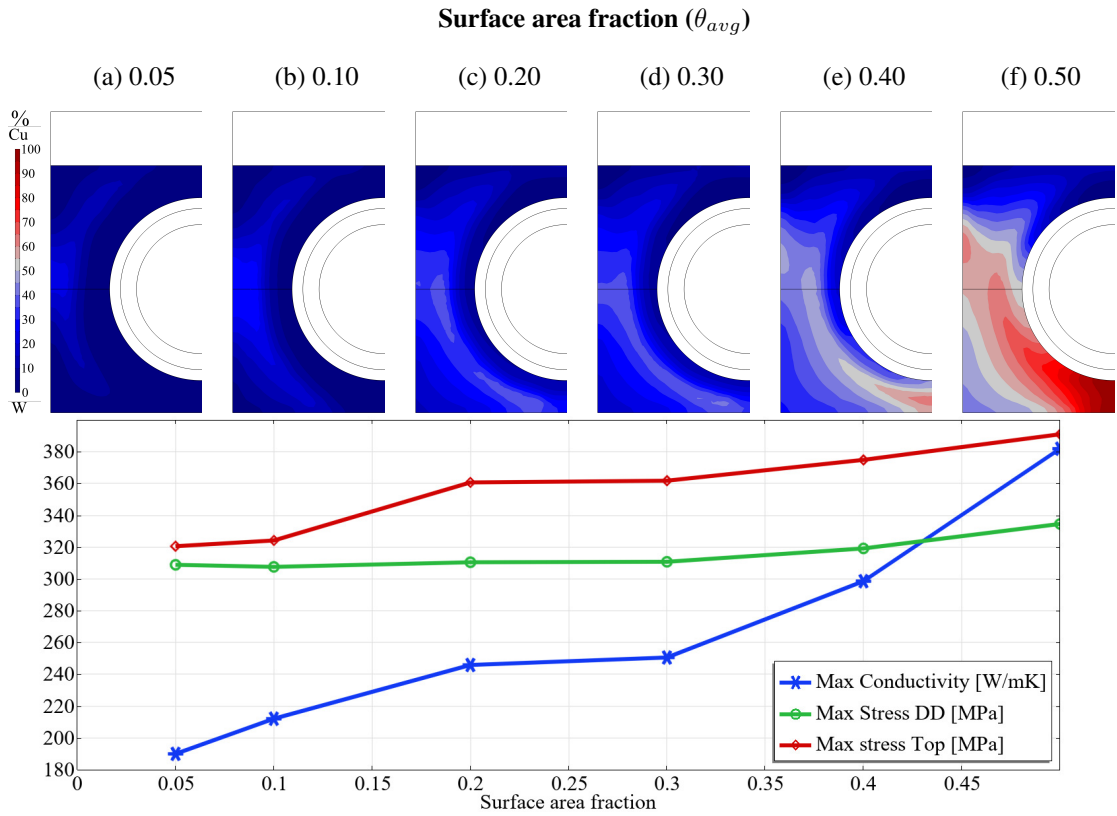 Surface area fraction (θavg)
(a) 0.05 (b) 0.10 (c) 0.20 (d) 0.30 (e) 0.40 (f) 0.50
%
Cu
100
90
80
70
60
50
40
30
20
10
0
W
380
360
340
320
300
280
260
240
220
200
180
Max Conductivity [W/mK]
Max Stress DD [MPa]
Max stress Top [MPa]
0 0.05 0.1 0.15 0.2 0.25 0.3 0.35 0.4 0.45
Surface area fraction